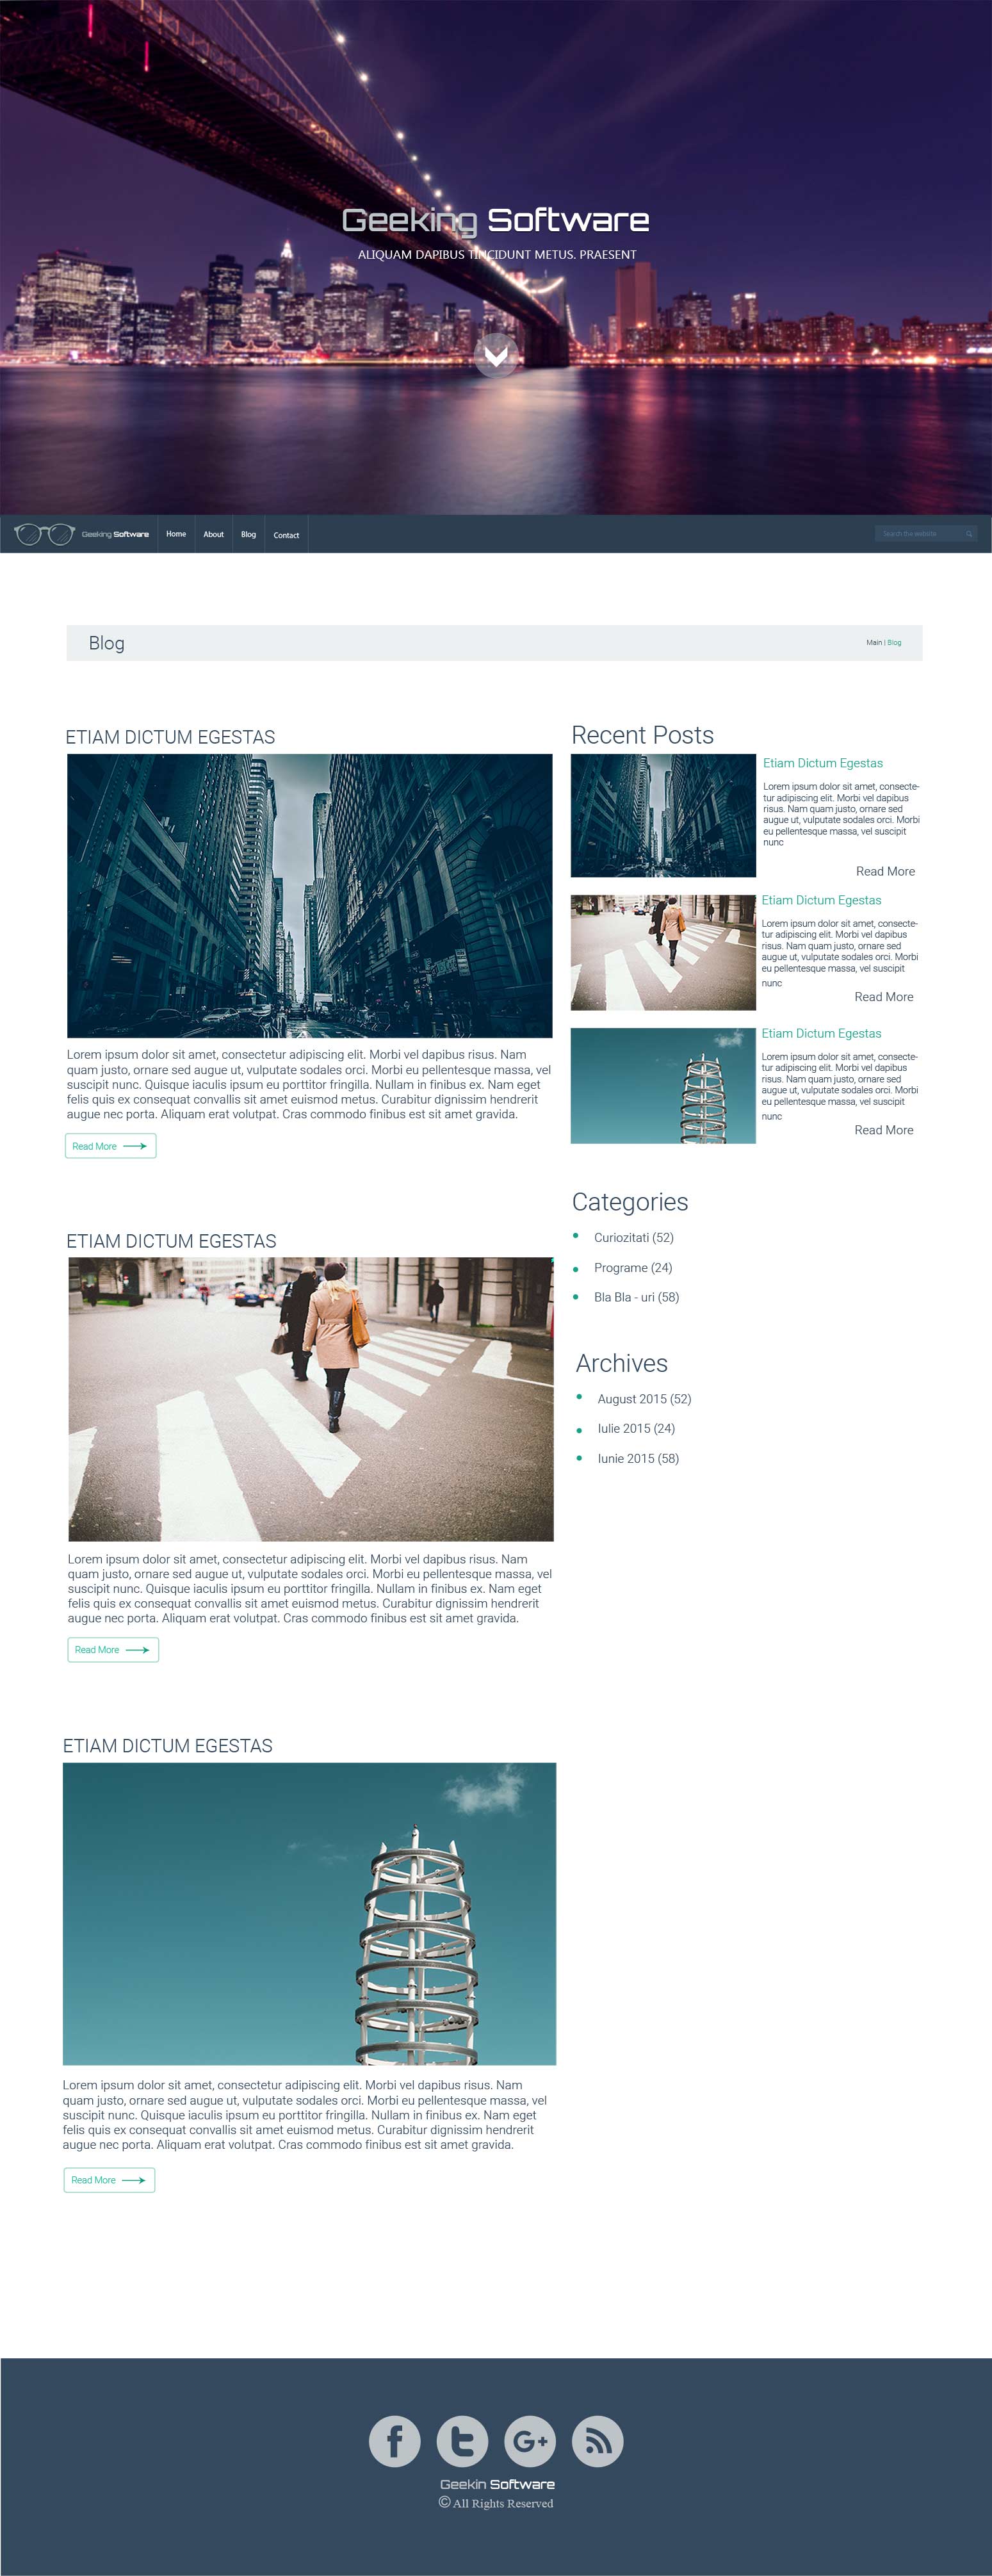 Geeking Software
ALIQUAM DAPIBUS TINCIDUNT METUS. PRAESENT
Geeking Software
Home
About
Blog
Contact
Search the website
Blog
Main | Blog
ETIAM DICTUM EGESTAS
Lorem ipsum dolor sit amet, consectetur adipiscing elit. Morbi vel dapibus risus. Nam
quam justo, ornare sed augue ut, vulputate sodales orci. Morbi eu pellentesque massa, vel
suscipit nunc. Quisque iaculis ipsum eu porttitor fringilla. Nullam in finibus ex. Nam eget
felis quis ex consequat convallis sit amet euismod metus. Curabitur dignissim hendrerit
augue nec porta. Aliquam erat volutpat. Cras commodo finibus est sit amet gravida.
Read More
ETIAM DICTUM EGESTAS
Lorem ipsum dolor sit amet, consectetur adipiscing elit. Morbi vel dapibus risus. Nam
quam justo, ornare sed augue ut, vulputate sodales orci. Morbi eu pellentesque massa, vel
suscipit nunc. Quisque iaculis ipsum eu porttitor fringilla. Nullam in finibus ex. Nam eget
felis quis ex consequat convallis sit amet euismod metus. Curabitur dignissim hendrerit
augue nec porta. Aliquam erat volutpat. Cras commodo finibus est sit amet gravida.
Read More
ETIAM DICTUM EGESTAS
Lorem ipsum dolor sit amet, consectetur adipiscing elit. Morbi vel dapibus risus. Nam
quam justo, ornare sed augue ut, vulputate sodales orci. Morbi eu pellentesque massa, vel
suscipit nunc. Quisque iaculis ipsum eu porttitor fringilla. Nullam in finibus ex. Nam eget
felis quis ex consequat convallis sit amet euismod metus. Curabitur dignissim hendrerit
augue nec porta. Aliquam erat volutpat. Cras commodo finibus est sit amet gravida.
Read More
Recent Posts
Etiam Dictum Egestas
Lorem ipsum dolor sit amet, consecte-
tur adipiscing elit. Morbi vel dapibus
risus. Nam quam justo, ornare sed
augue ut, vulputate sodales orci. Morbi
eu pellentesque massa, vel suscipit
nunc
Read More
Etiam Dictum Egestas
Lorem ipsum dolor sit amet, consecte-
tur adipiscing elit. Morbi vel dapibus
risus. Nam quam justo, ornare sed
augue ut, vulputate sodales orci. Morbi
eu pellentesque massa, vel suscipit
nunc
Read More
Etiam Dictum Egestas
Lorem ipsum dolor sit amet, consecte-
tur adipiscing elit. Morbi vel dapibus
risus. Nam quam justo, ornare sed
augue ut, vulputate sodales orci. Morbi
eu pellentesque massa, vel suscipit
nunc
Read More
Categories
Curiozitati (52)
Programe (24)
Bla Bla - uri (58)
Archives
August 2015 (52)
Iulie 2015 (24)
Iunie 2015 (58)
Geekin Software
© All Rights Reserved